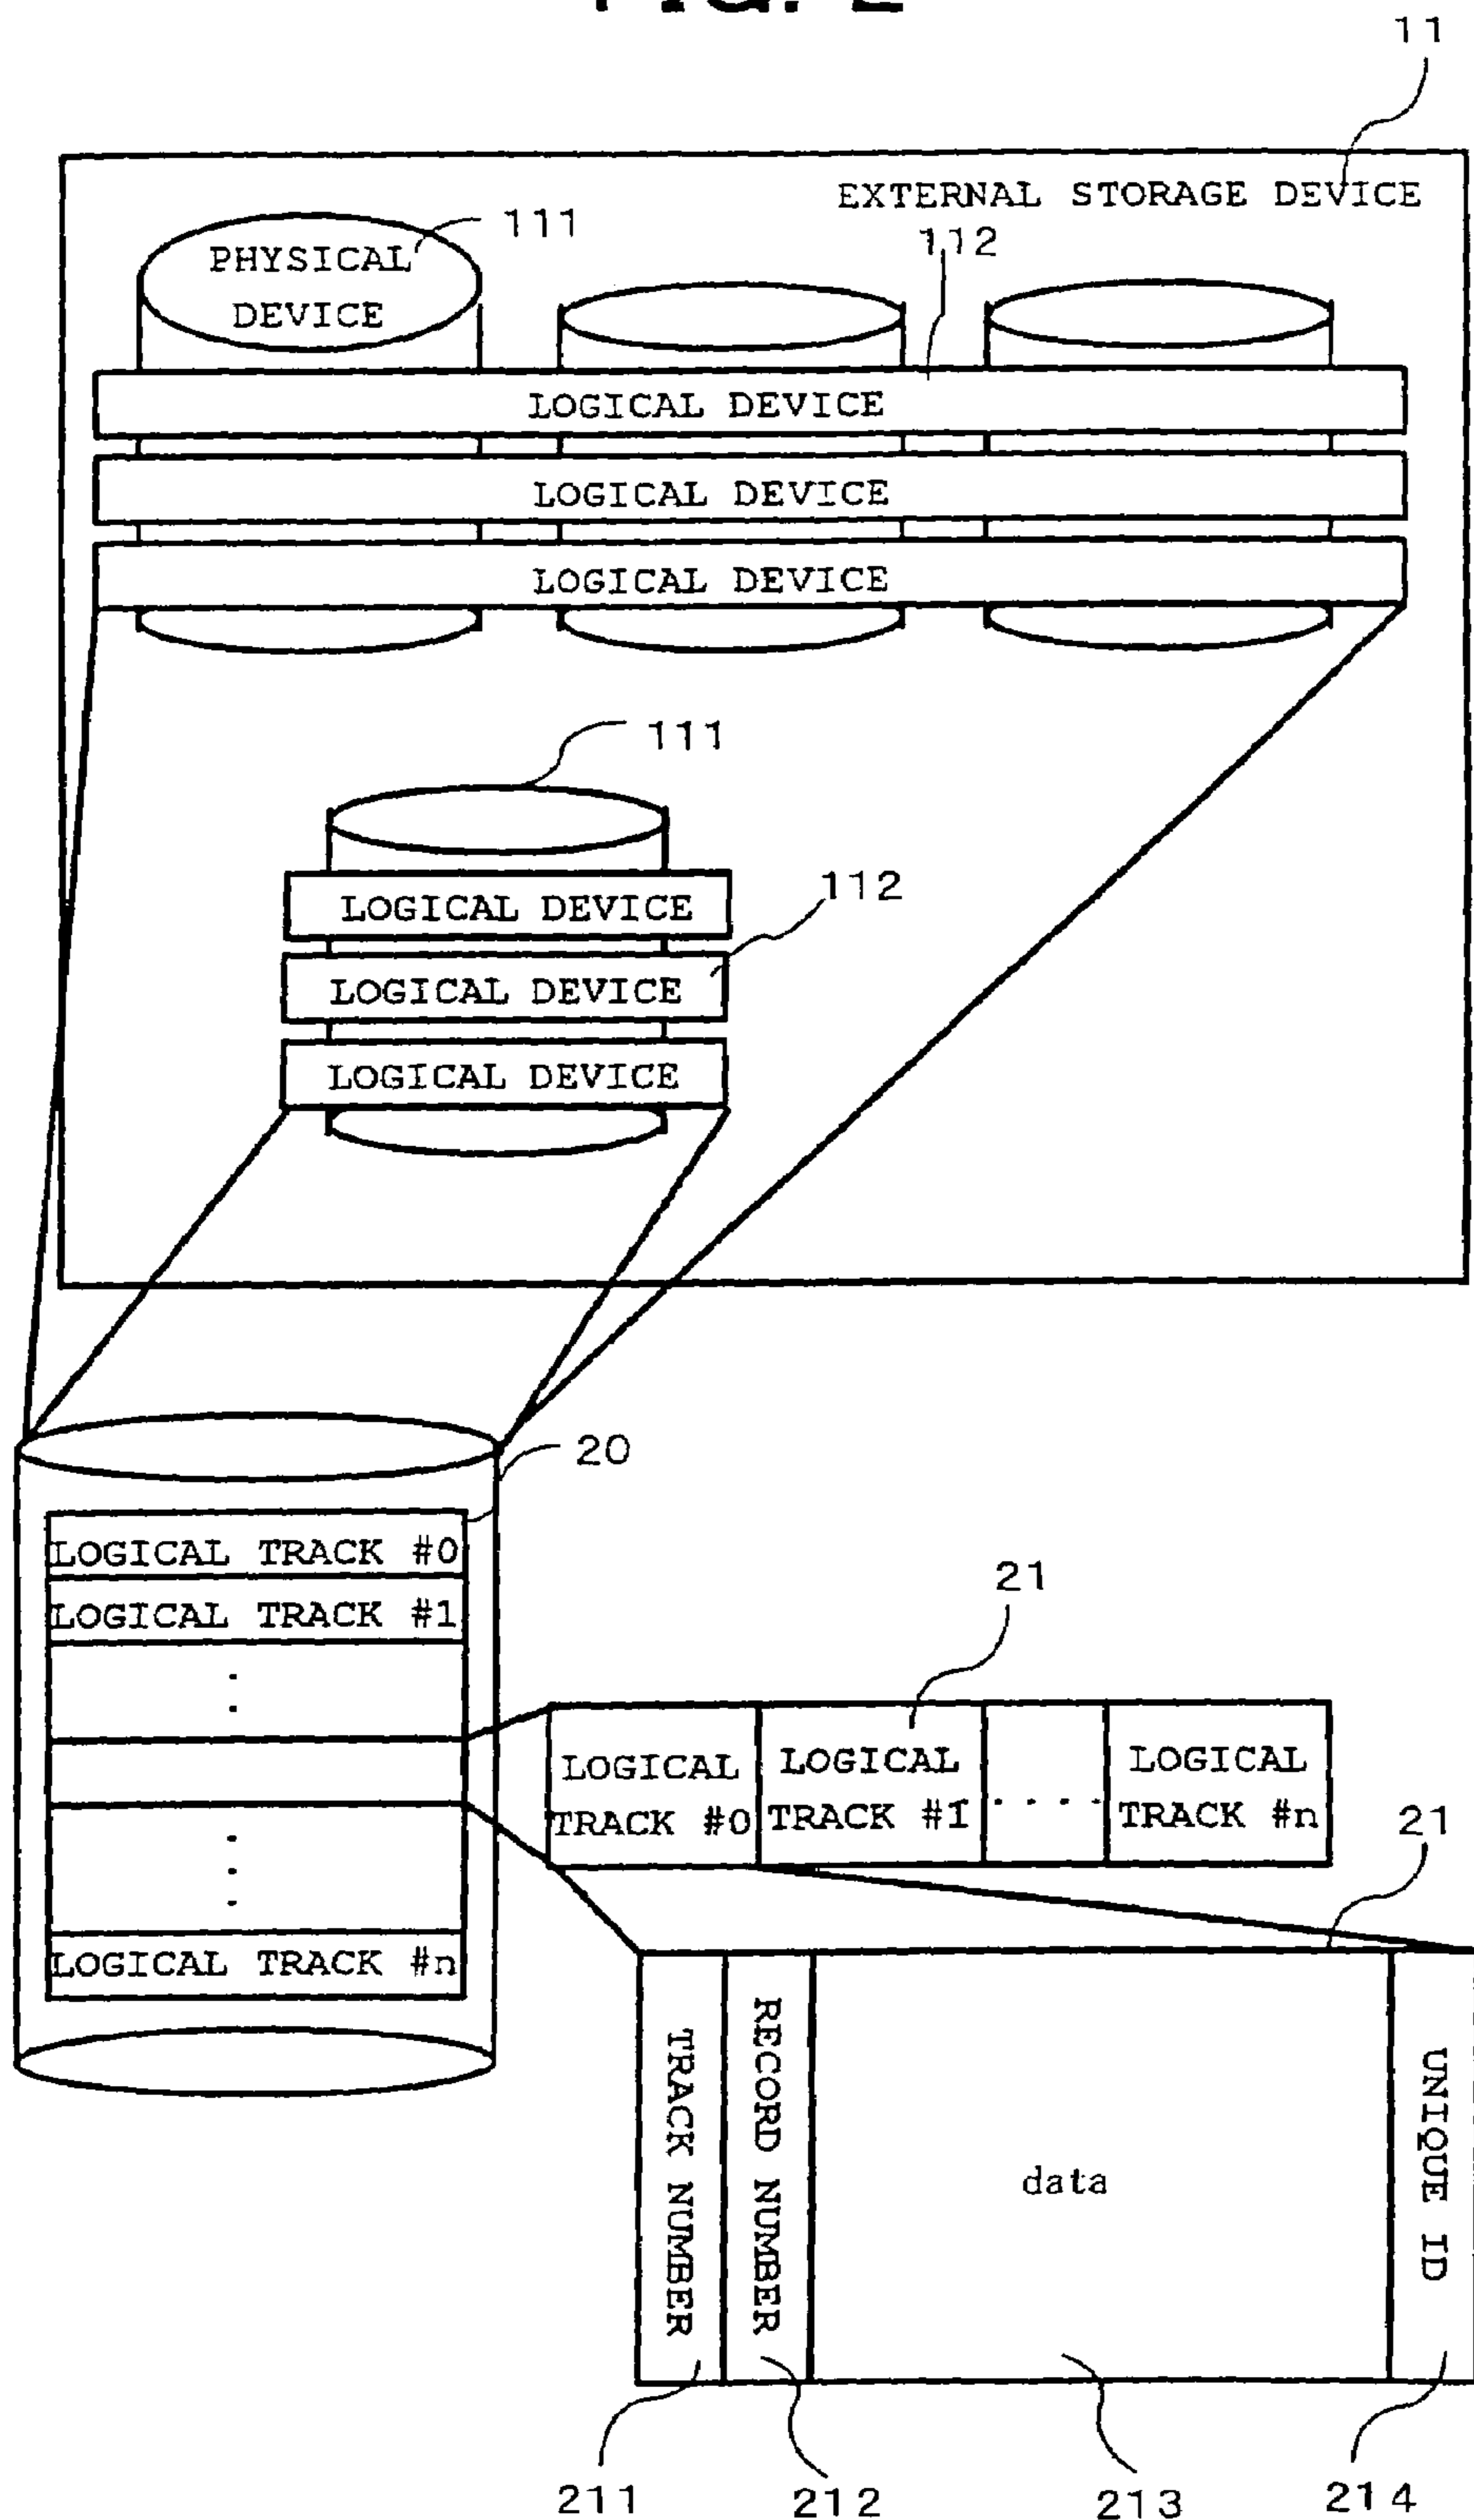 11
EXTERNAL STORAGE DEVICE
111
112
PHYSICAL
DEVICE
LOGICAL DEVICE
LOGICAL DEVICE
LOGICAL DEVICE
111
112
LOGICAL DEVICE
LOGICAL DEVICE
LOGICAL DEVICE
20
LOGICAL TRACK #0
LOGICAL TRACK #1
:
⋮
LOGICAL TRACK #n
21
LOGICAL
TRACK #0
LOGICAL
TRACK #1
....
LOGICAL
TRACK #n
21
TRACK NUMBER
RECORD NUMBER
data
UNIQUE ID
211
212
213
214